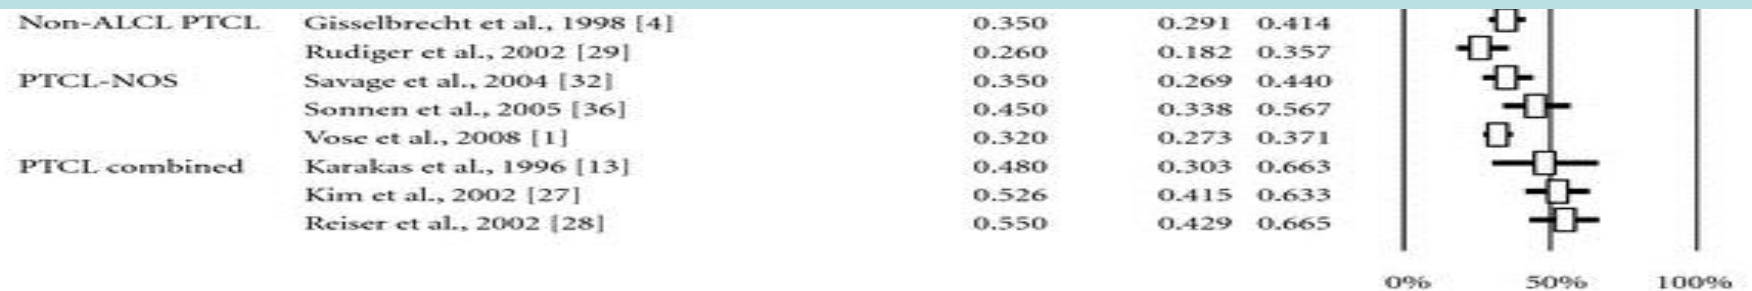 Non-ALCL PTCL Gisselbrecht et al., 1998 [4] 0.350 0.291 0.414
Rudiger et al., 2002 [29] 0.260 0.182 0.357
PTCL-NOS Savage et al., 2004 [32] 0.350 0.269 0.440
Sonnen et al., 2005 [36] 0.450 0.338 0.567
Vose et al., 2008 [1] 0.320 0.273 0.371
PTCL combined Karakas et al., 1996 [13] 0.480 0.303 0.663
Kim et al., 2002 [27] 0.526 0.415 0.633
Reiser et al., 2002 [28] 0.550 0.429 0.665
0% 50% 100%